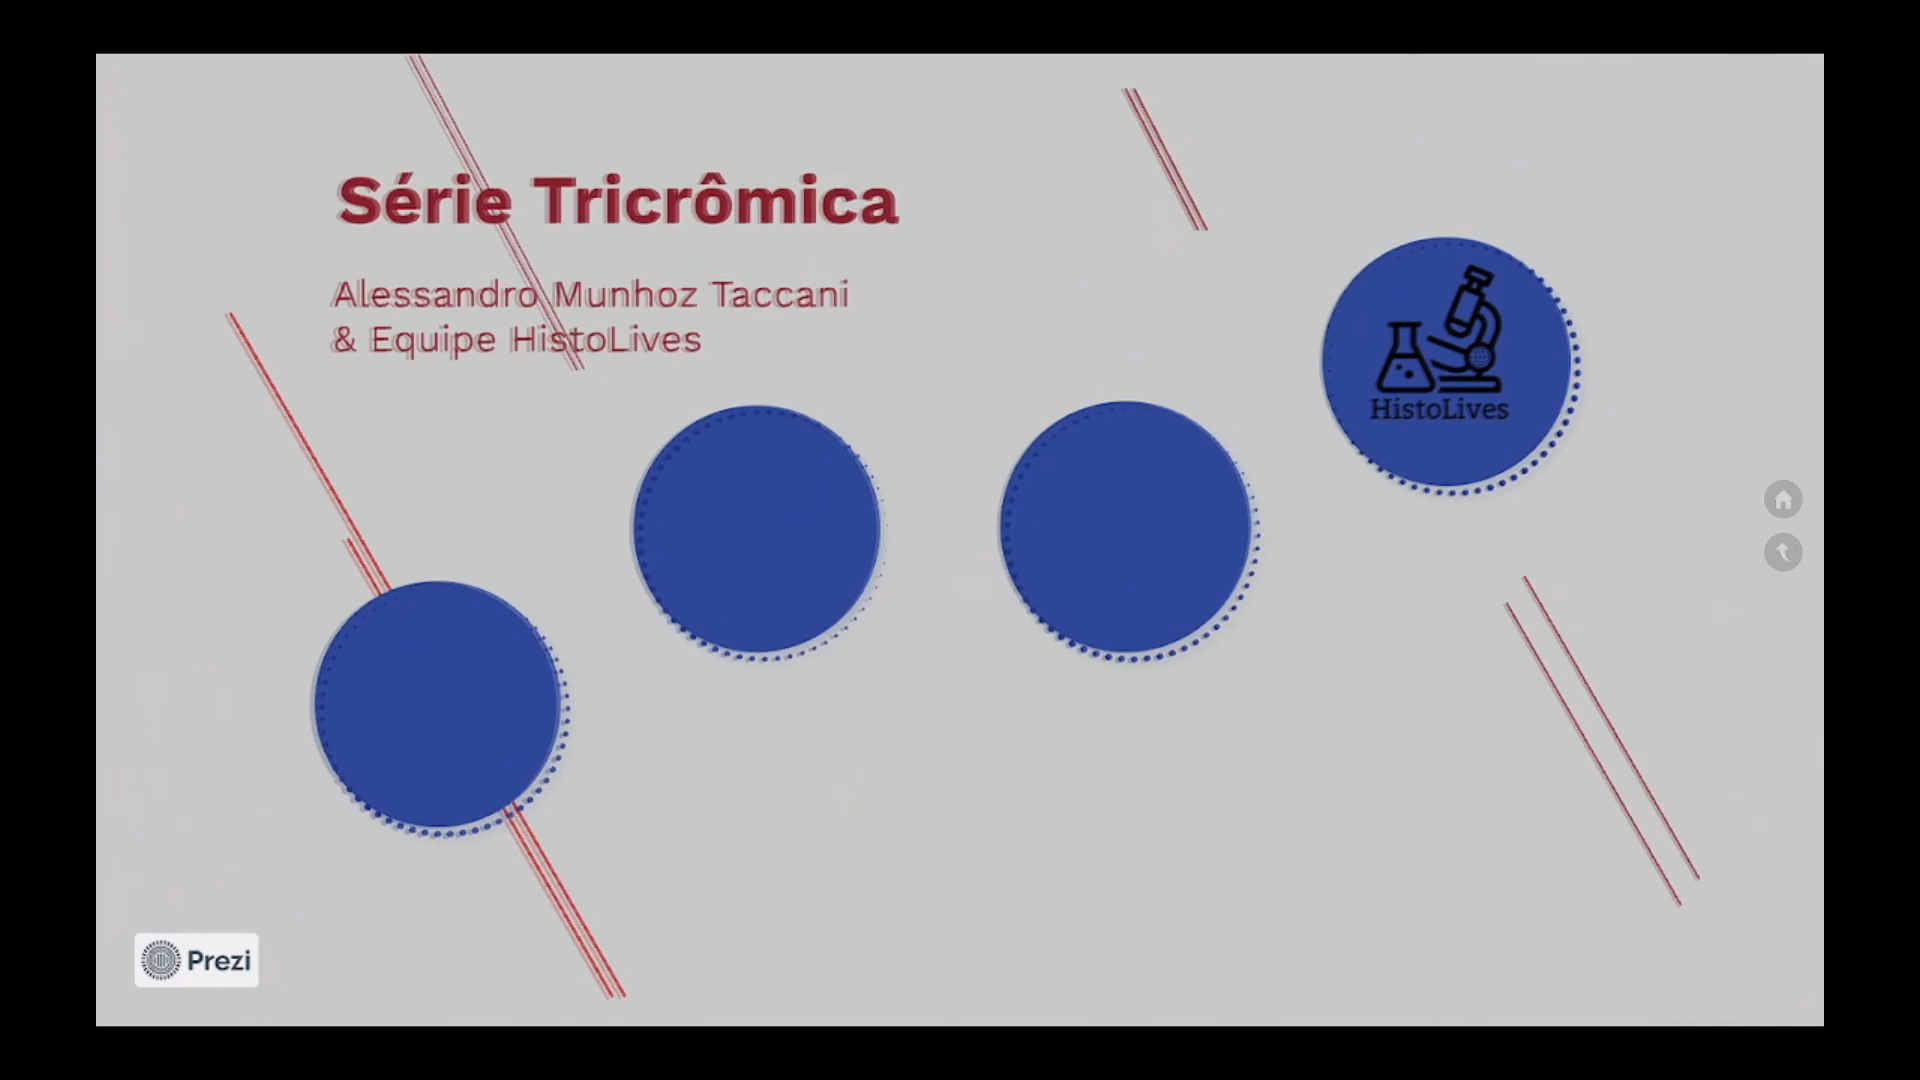 Série Tricrômica
Alessandro Munhoz Taccani
& Equipe HistoLives
HistoLives
Prezi